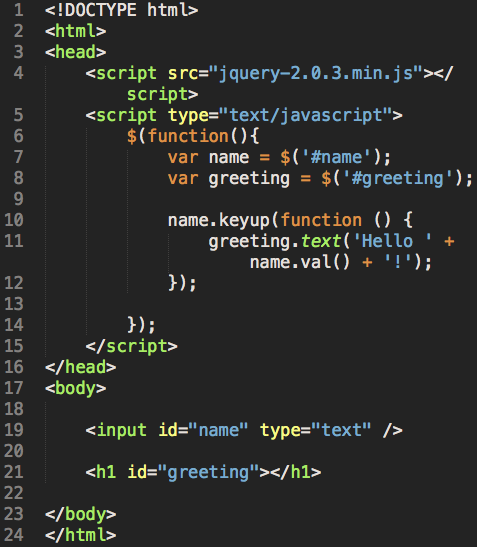 1 <!DOCTYPE html>
2 <html>
3 <head>
4     <script src="jquery-2.0.3.min.js"></
            script>
5     <script type="text/javascript">
6         $(function(){
7             var name = $('#name');
8             var greeting = $('#greeting');
9
10             name.keyup(function () {
11                 greeting.text('Hello ' +
                    name.val() + '!');
12             });
13
14         });
15     </script>
16 </head>
17 <body>
18
19     <input id="name" type="text" />
20
21     <h1 id="greeting"></h1>
22
23 </body>
24 </html>